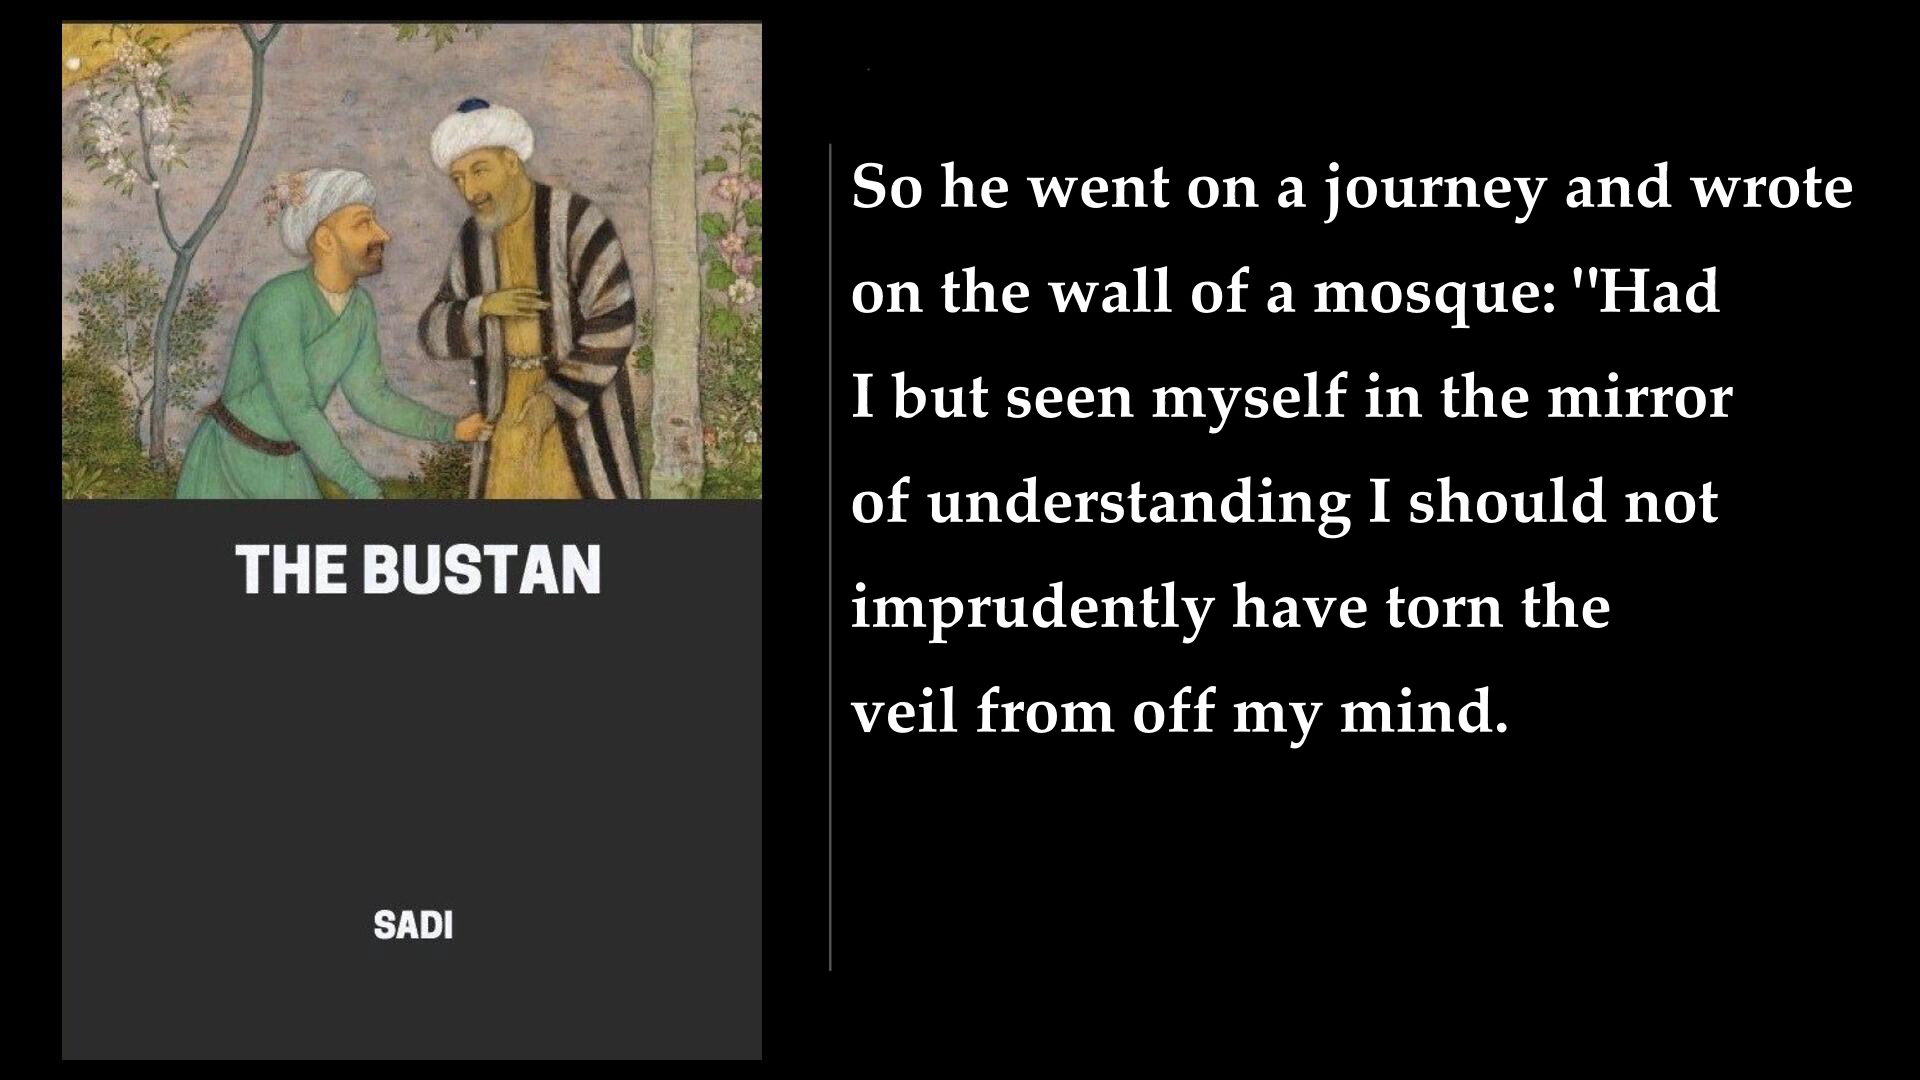 THE BUSTAN
SADI
So he went on a journey and wrote
on the wall of a mosque: "Had
I but seen myself in the mirror
of understanding I should not
imprudently have torn the
veil from off my mind.